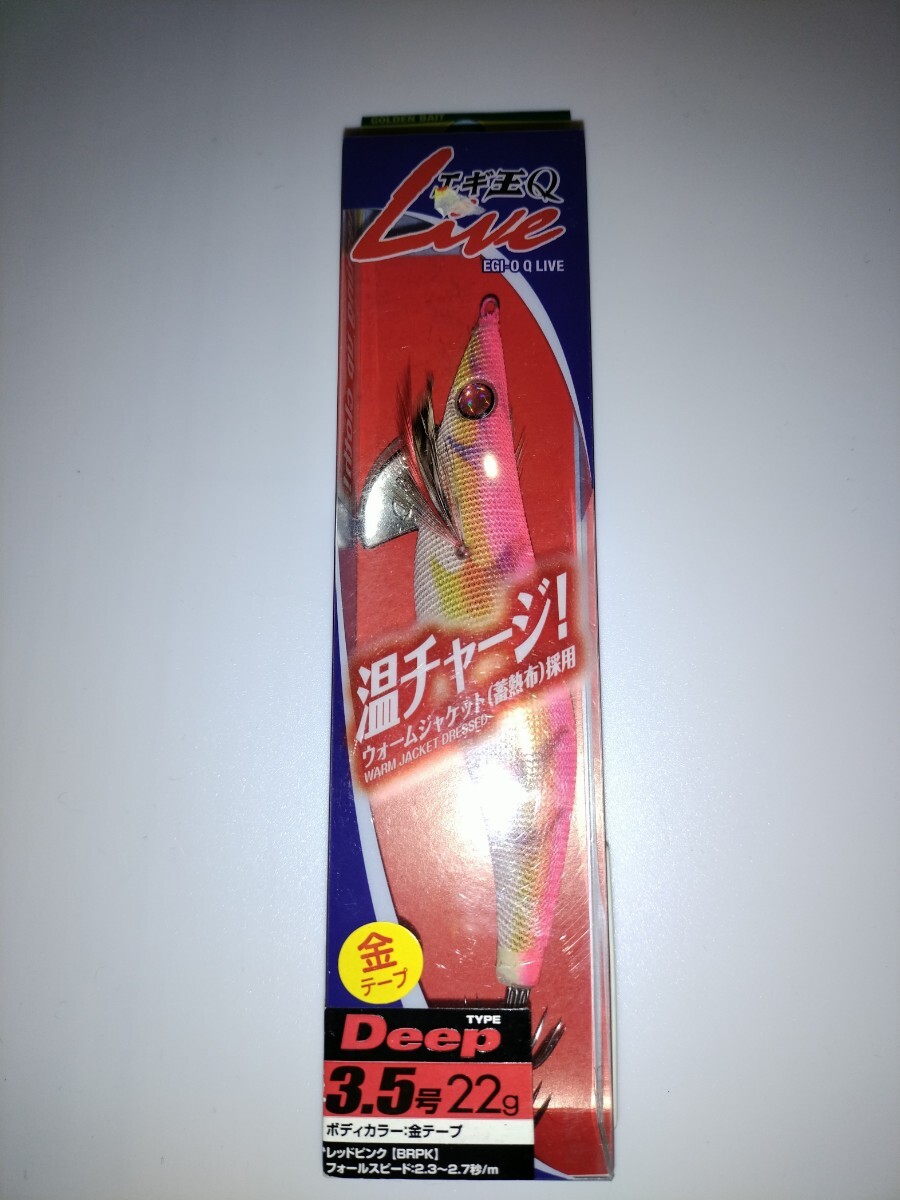 GOLDEN BAIT
エギ王Q
Live
EGI-O Q LIVE
温チャージ!
ウォームジャケット(蓄熱布)採用
WARM JACKET DRESSED
金
テープ
TYPE
Deep
3.5号 22g
ボディカラー:金テープ
レッドピンク【BRPK】
フォールスピード:2.3~2.7秒/m